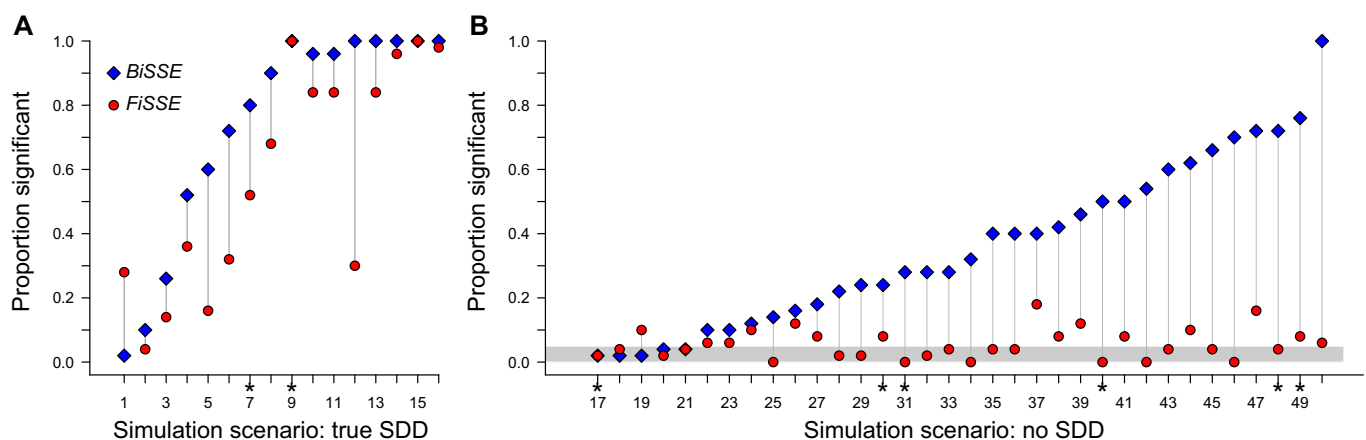 A
B
Proportion significant
1.0
0.8
0.6
0.4
0.2
0.0
BiSSE
FiSSE
* *
1 3 5 7 9 11 13 15
Simulation scenario: true SDD
Proportion significant
1.0
0.8
0.6
0.4
0.2
0.0
* * * * * *
17 19 21 23 25 27 29 31 33 35 37 39 41 43 45 47 49
Simulation scenario: no SDD